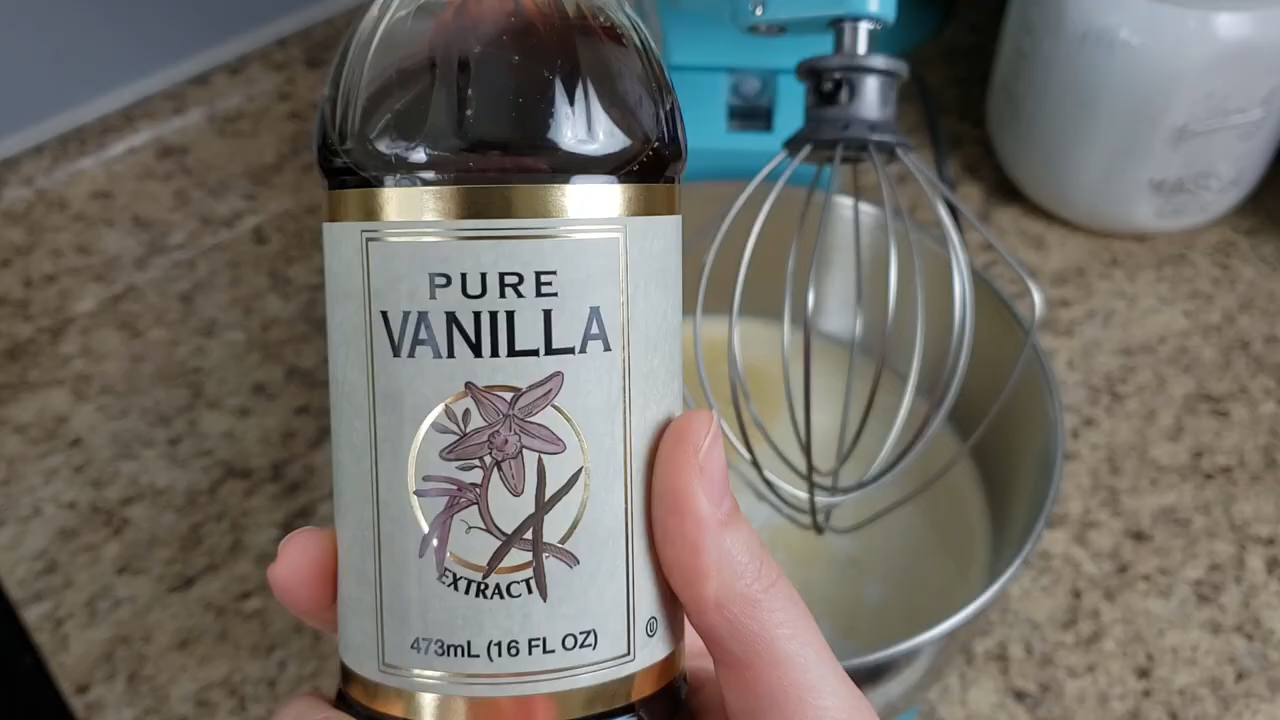 PURE
VANILLA
EXTRACT
473mL (16 FL OZ)
U